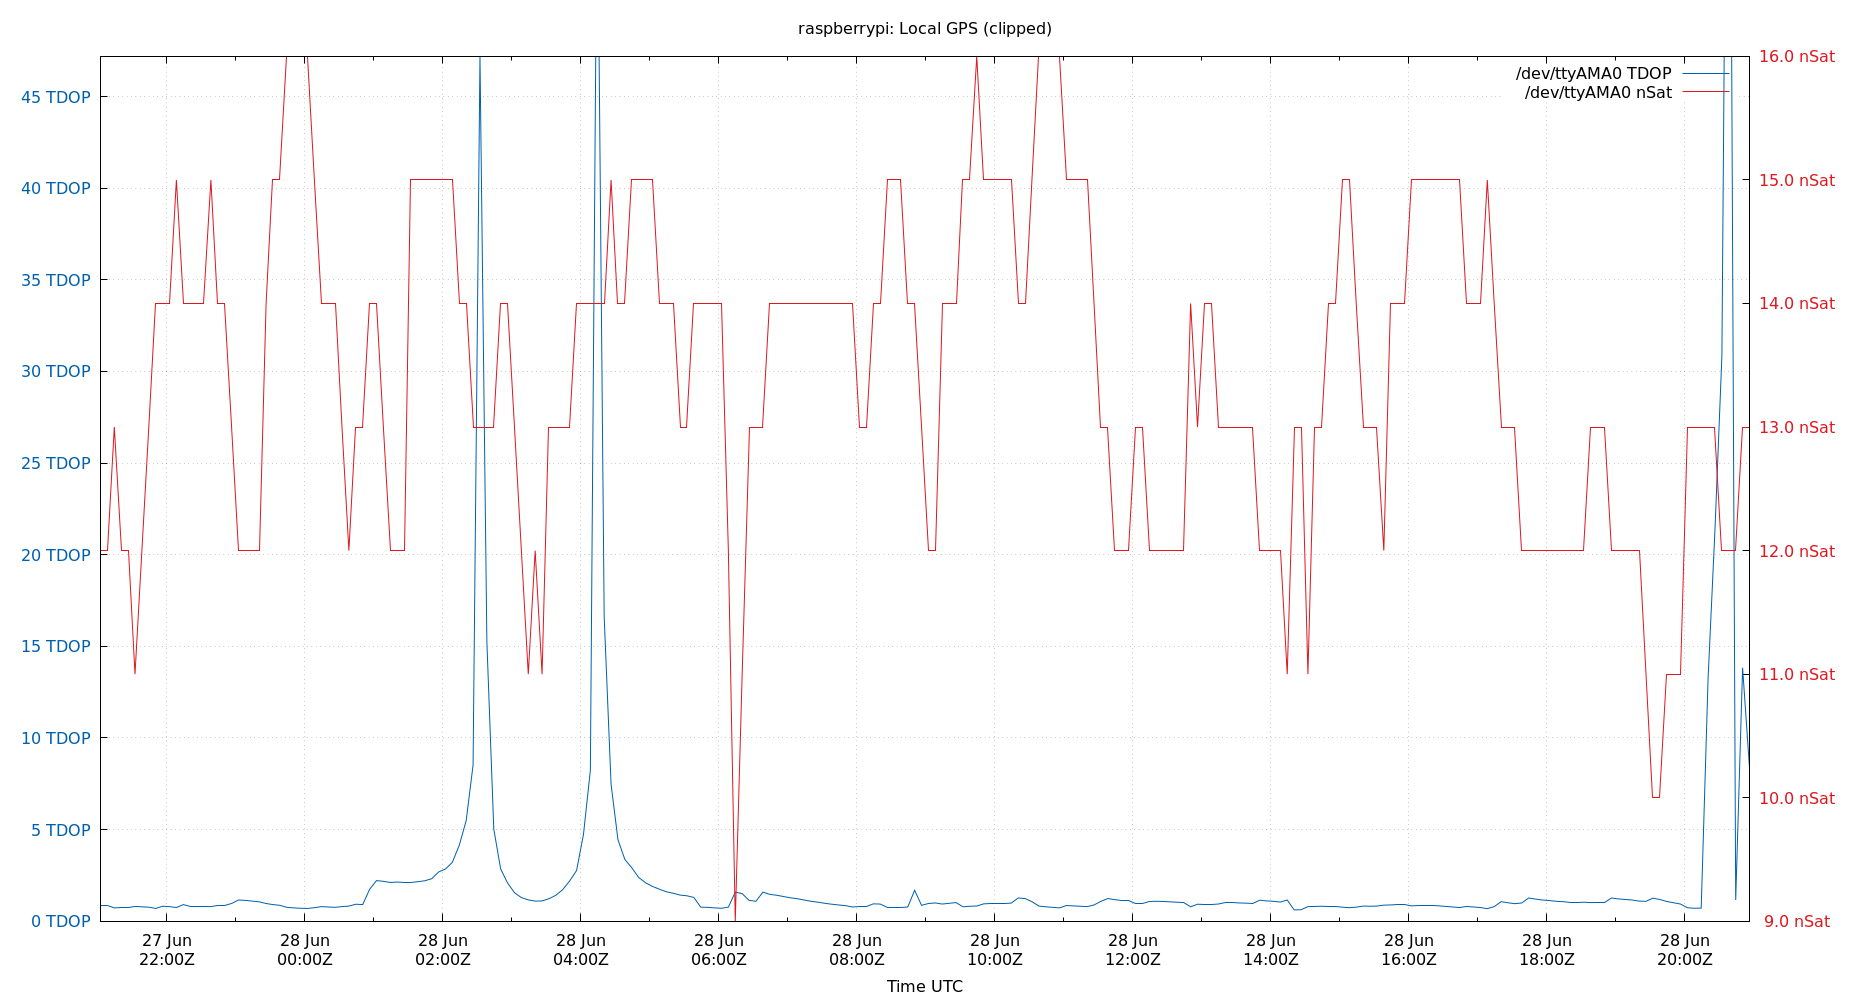 raspberrypi: Local GPS (clipped)
/dev/ttyAMA0 TDOP
/dev/ttyAMA0 nSat
45 TDOP
40 TDOP
35 TDOP
30 TDOP
25 TDOP
20 TDOP
15 TDOP
10 TDOP
5 TDOP
0 TDOP
16.0 nSat
15.0 nSat
14.0 nSat
13.0 nSat
12.0 nSat
11.0 nSat
10.0 nSat
9.0 nSat
27 Jun 28 Jun 28 Jun 28 Jun 28 Jun 28 Jun 28 Jun 28 Jun 28 Jun 28 Jun 28 Jun 28 Jun
22:00Z 00:00Z 02:00Z 04:00Z 06:00Z 08:00Z 10:00Z 12:00Z 14:00Z 16:00Z 18:00Z 20:00Z
Time UTC